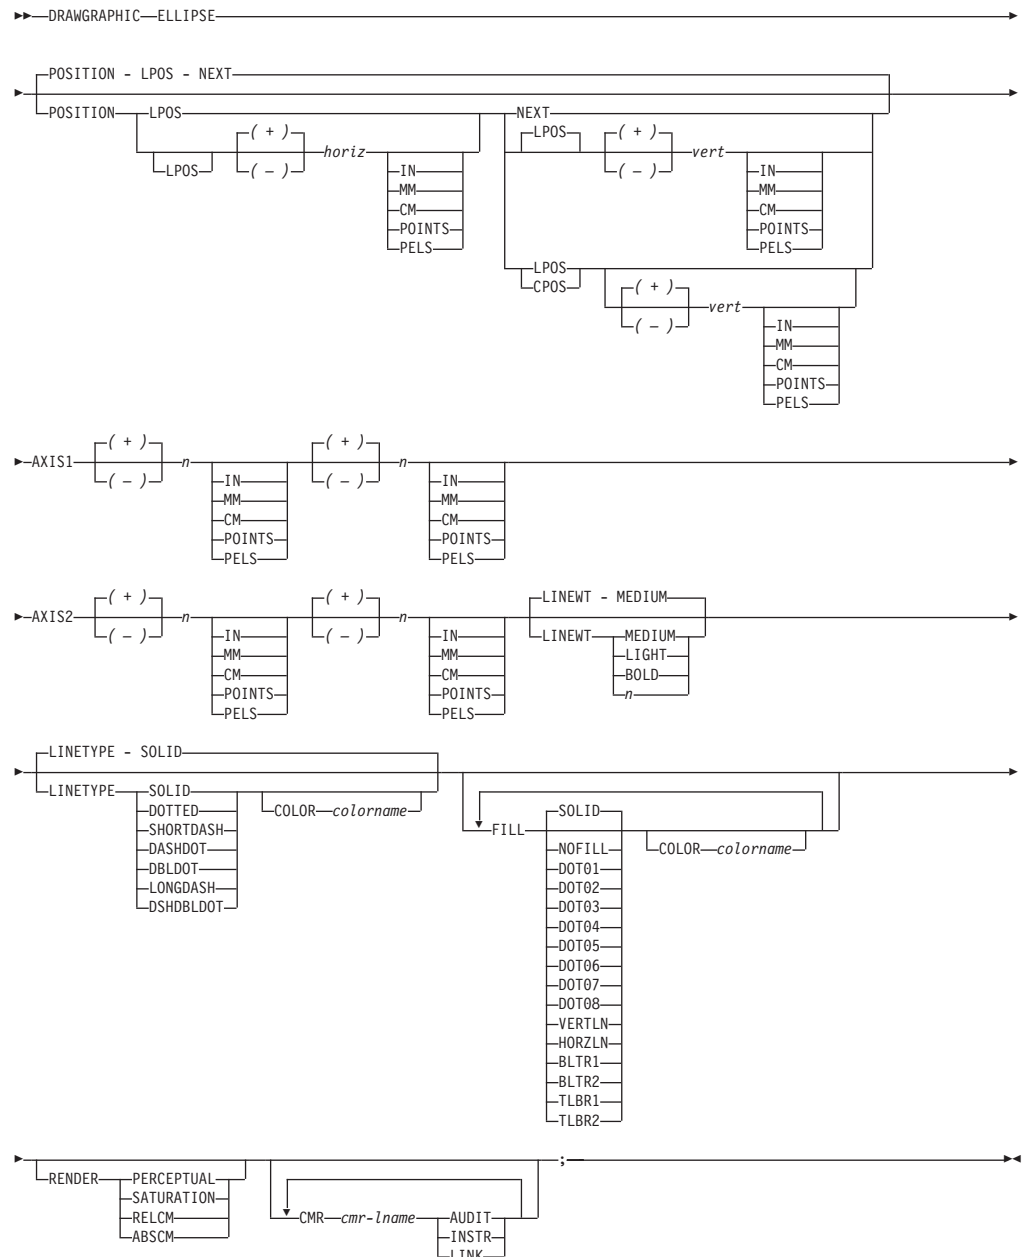 DRAWGRAPHIC ELLIPSE
POSITION - LPOS - NEXT
POSITION LPOS NEXT
( + ) LPOS ( + )
LPOS ( – ) horiz IN ( – ) vert IN
MM MM
CM CM
POINTS POINTS
PELS PELS
LPOS
CPOS ( + )
( – ) vert IN
MM
CM
POINTS
PELS
( + ) ( + )
AXIS1 ( – ) n IN ( – ) n IN
MM MM
CM CM
POINTS POINTS
PELS PELS
( + ) ( + ) LINEWT - MEDIUM
AXIS2 ( – ) n IN ( – ) n IN LINEWT MEDIUM
MM MM LIGHT
CM CM BOLD
POINTS POINTS n
PELS PELS
LINETYPE - SOLID
LINETYPE SOLID COLOR colorname
DOTTED
SHORTDASH
DASHDOT
DBLDOT
LONGDASH
DSHDBLDOT
FILL SOLID
NOFILL COLOR colorname
DOT01
DOT02
DOT03
DOT04
DOT05
DOT06
DOT07
DOT08
VERTLN
HORZLN
BLTR1
BLTR2
TLBR1
TLBR2
;
RENDER PERCEPTUAL
SATURATION
RELCM
ABSCM
CMR cmr-lname AUDIT
INSTR
LINK